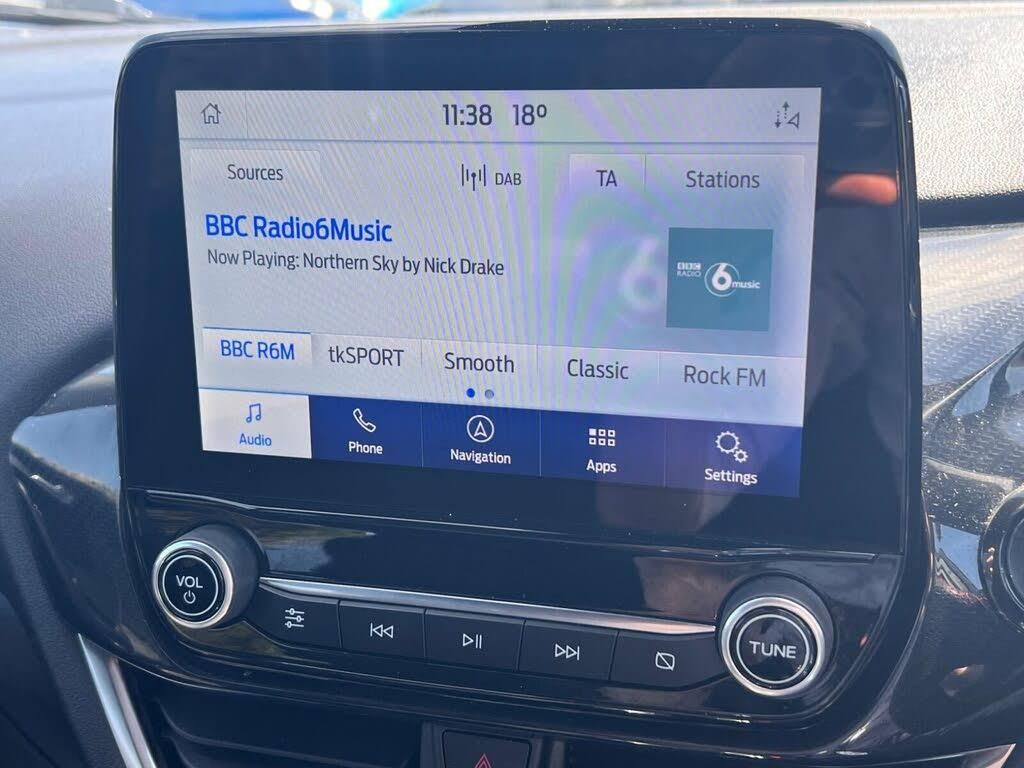 11:38 18°
Sources DAB TA Stations
BBC Radio6Music
Now Playing: Northern Sky by Nick Drake
BBC
RADIO 6 music
BBC R6M tkSPORT Smooth Classic Rock FM
Audio Phone Navigation Apps Settings
VOL
TUNE